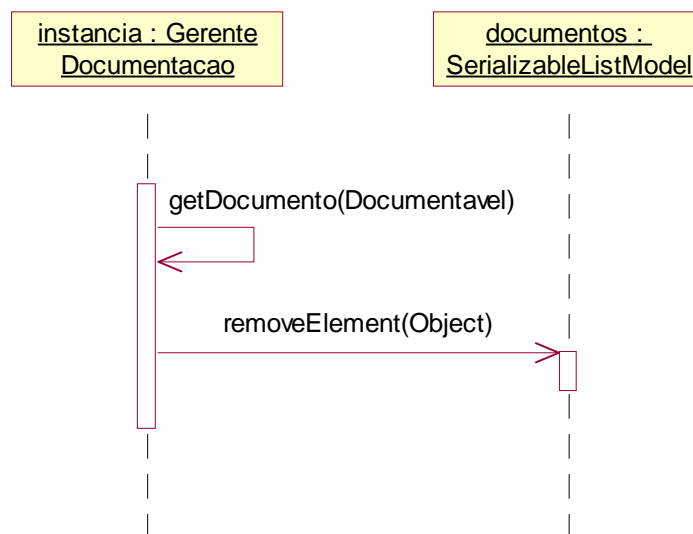 instancia : Gerente
Documentacao
documentos :
SerializableListModel
getDocumento(Documentavel)
removeElement(Object)